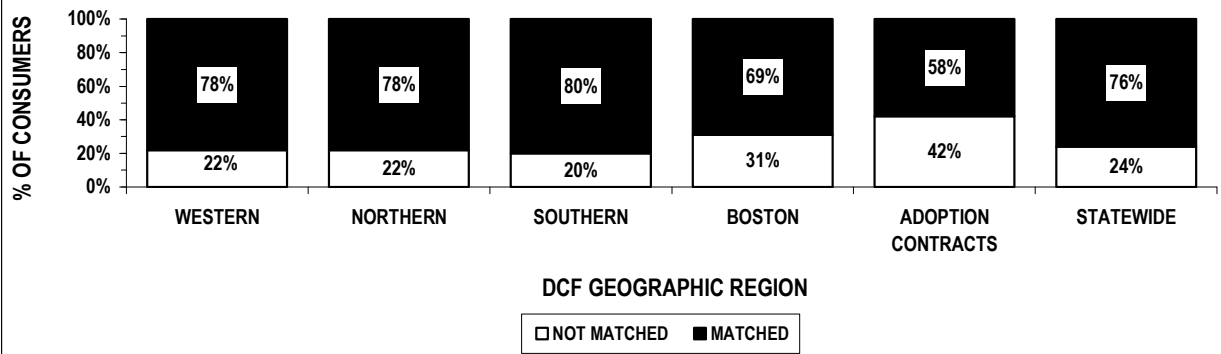 % OF CONSUMERS
100%
80%
60%
40%
20%
0%
78%
78%
80%
69%
58%
76%
22%
22%
20%
31%
42%
24%
WESTERN
NORTHERN
SOUTHERN
BOSTON
ADOPTION
CONTRACTS
STATEWIDE
DCF GEOGRAPHIC REGION
NOT MATCHED
MATCHED